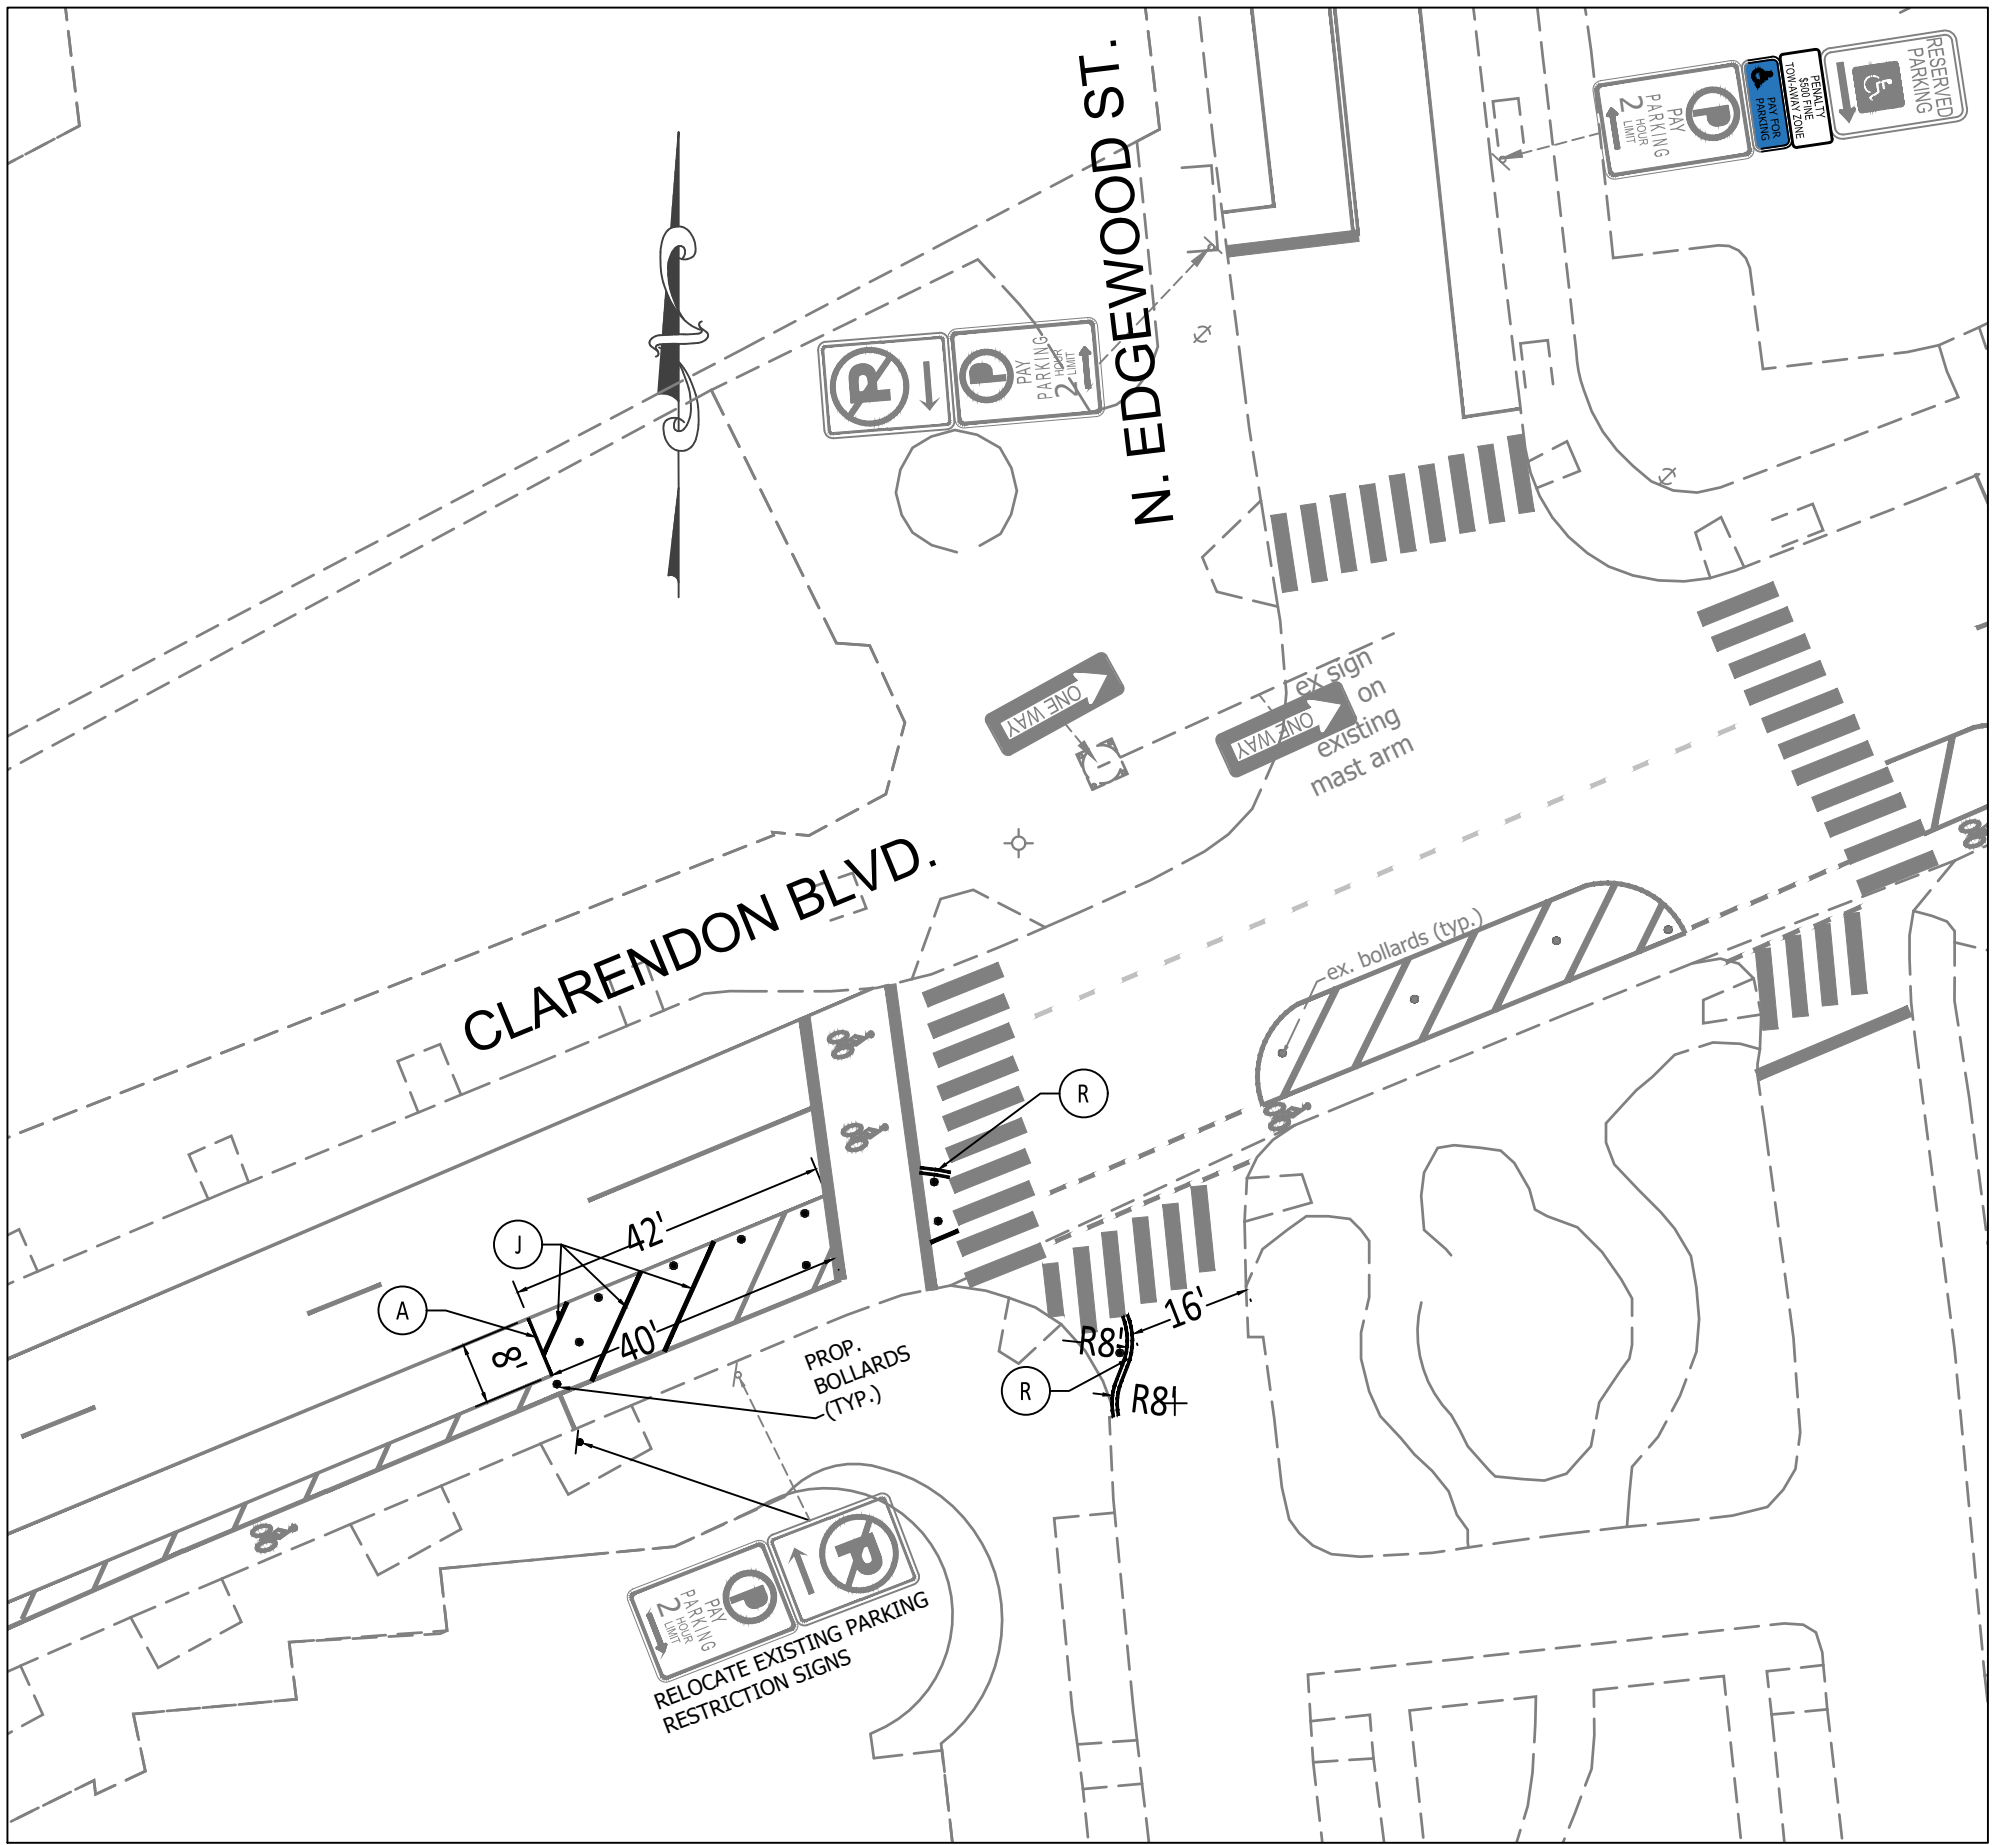 N. EDGEWOOD ST.
RESERVED
PARKING
PENALTY
$500 FINE
TOW-AWAY ZONE
PAY FOR
PARKING
P
PAY
PARKING
2 HOUR
LIMIT
R
P
PAY
PARKING
2 HOUR
LIMIT
ONE WAY
ONE WAY
ex sign
on
existing
mast arm
CLARENDON BLVD.
ex. bollards (typ.)
R
42'
J
A
8'
40'
PROP.
BOLLARDS
(TYP.)
16'
R8'
R
R8'
R
P
PAY
PARKING
2 HOUR
LIMIT
RELOCATE EXISTING PARKING
RESTRICTION SIGNS